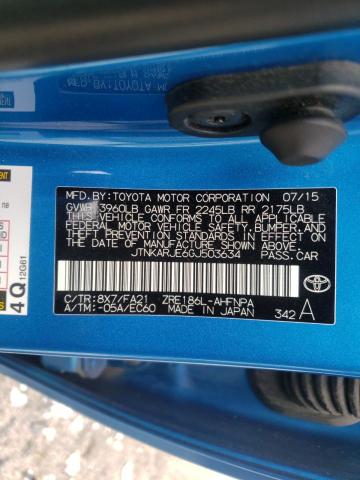 MFD.BY: TOYOTA MOTOR CORPORATION 07/15
GVWR 3960LB GAWR FR 2245LB RR 2175LB
THIS VEHICLE CONFORMS TO ALL APPLICABLE
FEDERAL MOTOR VEHICLE SAFETY, BUMPER, AND
THEFT PREVENTION STANDARDS IN EFFECT ON
THE DATE OF MANUFACTURE SHOWN ABOVE.
JTNKARJE6GJ503634 PASS.CAR
C/TR: 8X7/FA21 ZRE186L-AHFNPA
A/TM: -05A/EC60 MADE IN JAPAN 342 A
TOYOTA
4Q
12G61